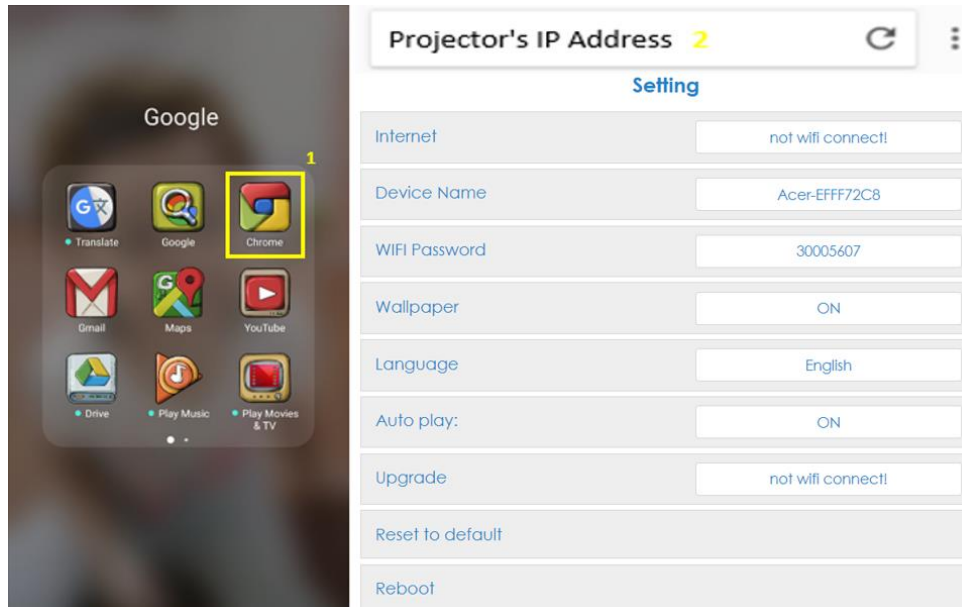 Google
1
Translate
Google
Chrome
Gmail
Maps
YouTube
Drive
Play Music
Play Movies
& TV
Projector's IP Address 2
Setting
Internet not wifi connect!
Device Name Acer-EFFF72C8
WIFI Password 30005607
Wallpaper ON
Language English
Auto play: ON
Upgrade not wifi connect!
Reset to default
Reboot